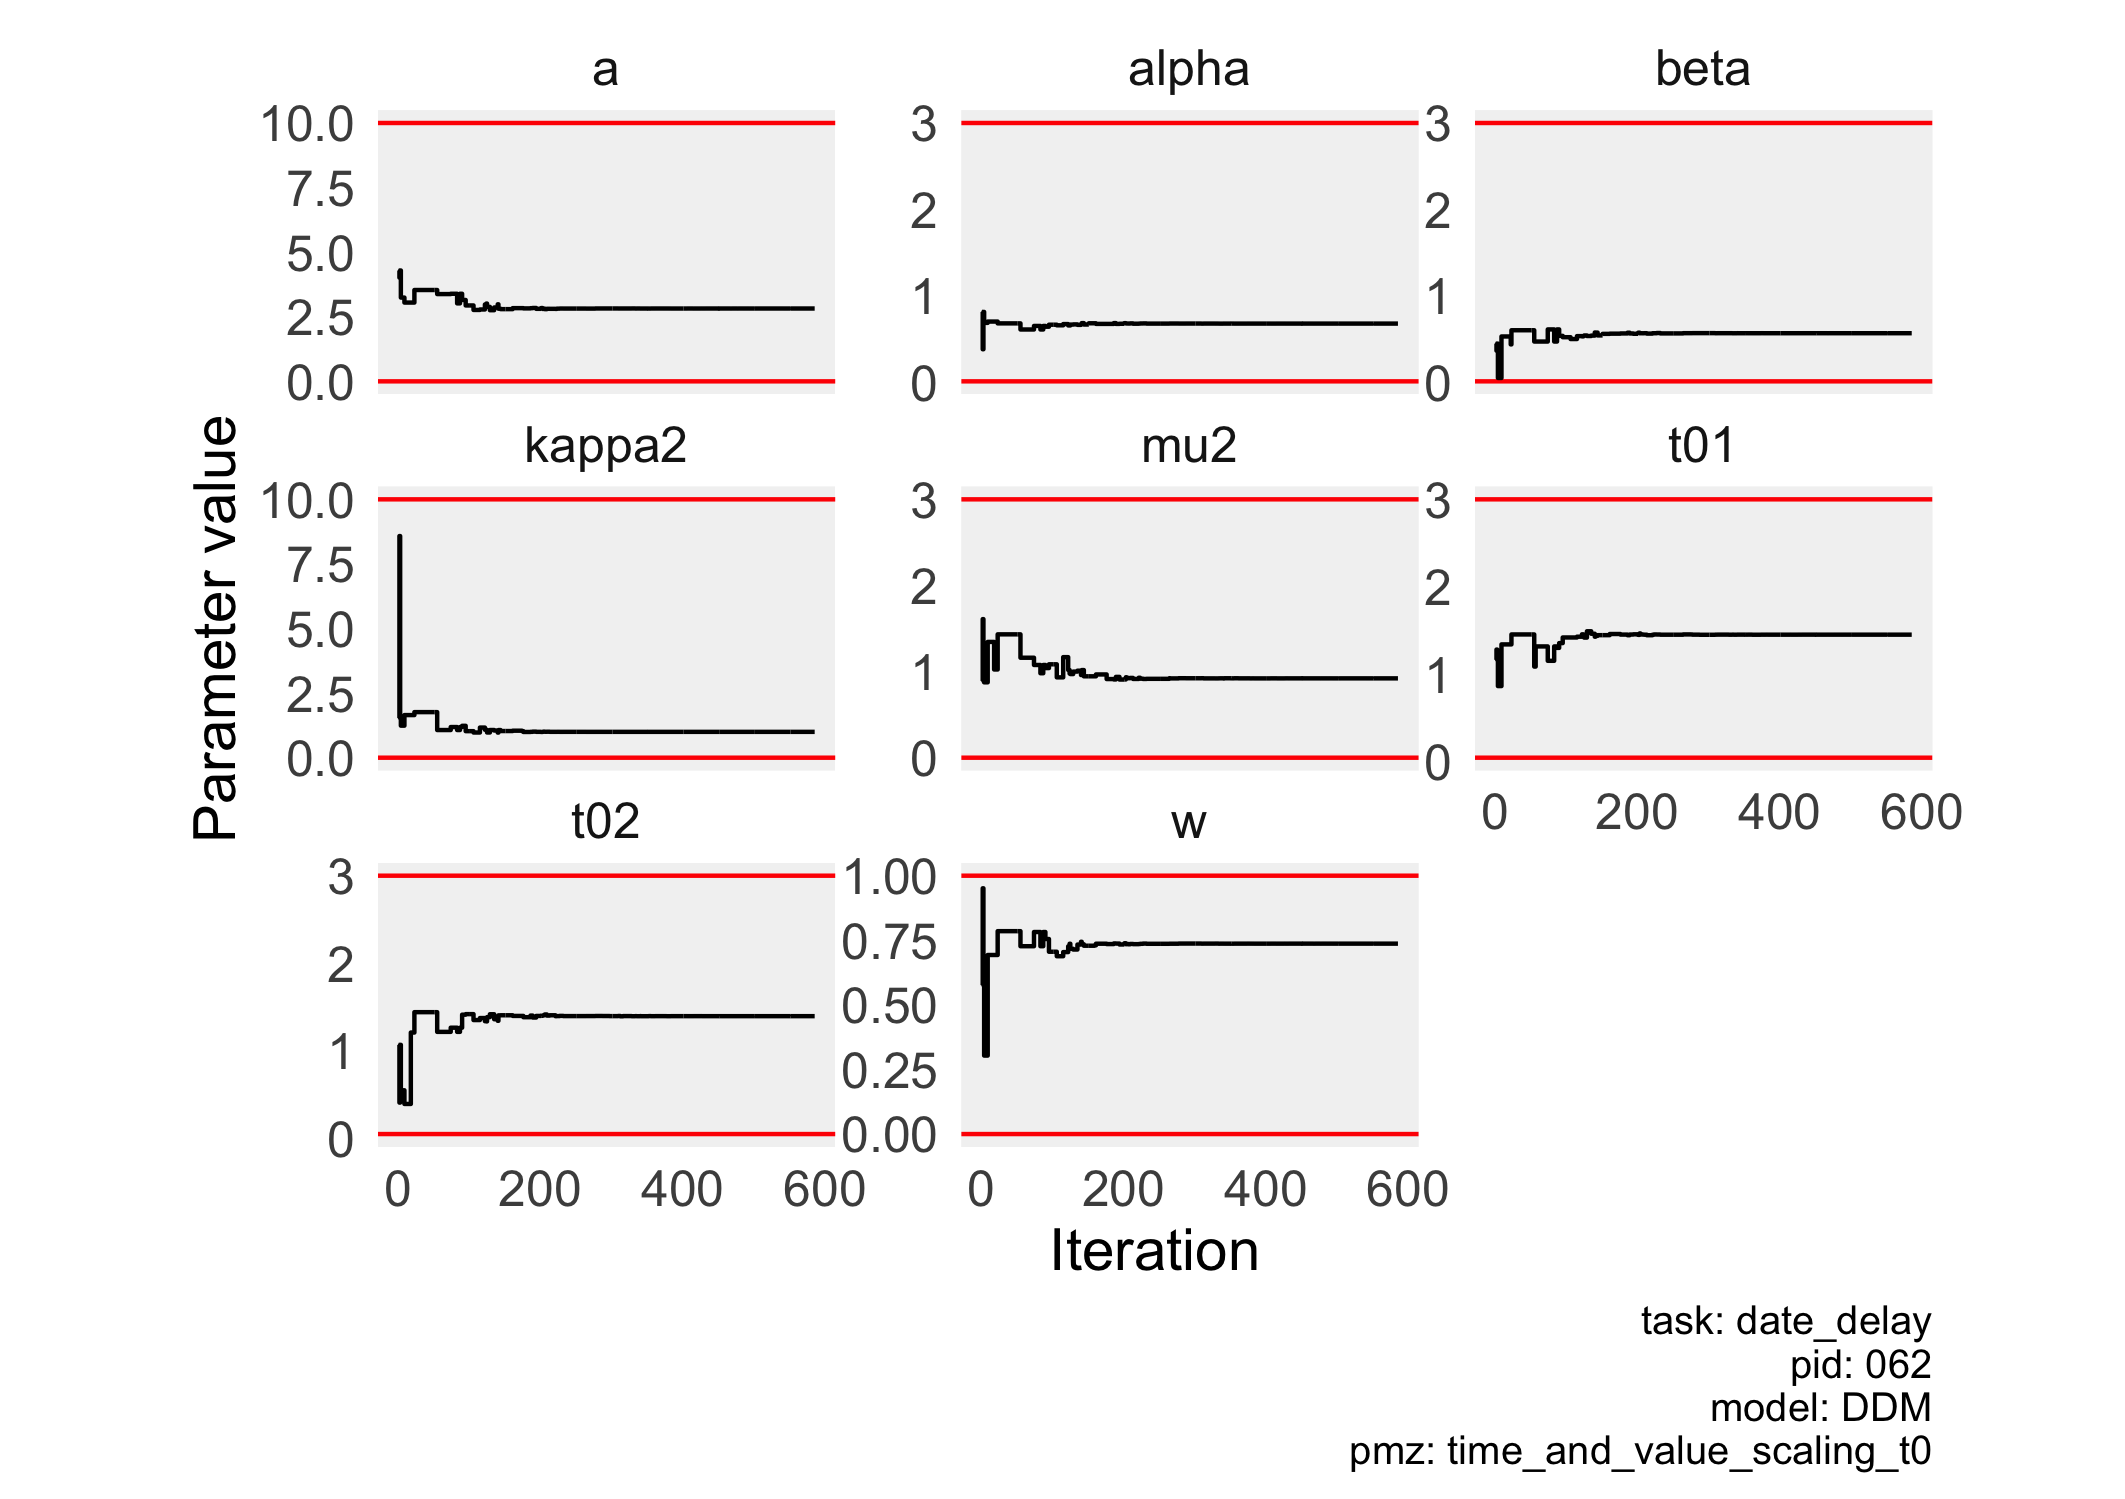 a
alpha
beta
10.0
7.5
5.0
2.5
0.0
3
2
1
0
3
2
1
0
kappa2
mu2
t01
10.0
7.5
5.0
2.5
0.0
3
2
1
0
3
2
1
0
0 200 400 600
t02
w
3
2
1
0
1.00
0.75
0.50
0.25
0.00
0 200 400 600
0 200 400 600
Parameter value
Iteration
task: date_delay
pid: 062
model: DDM
pmz: time_and_value_scaling_t0